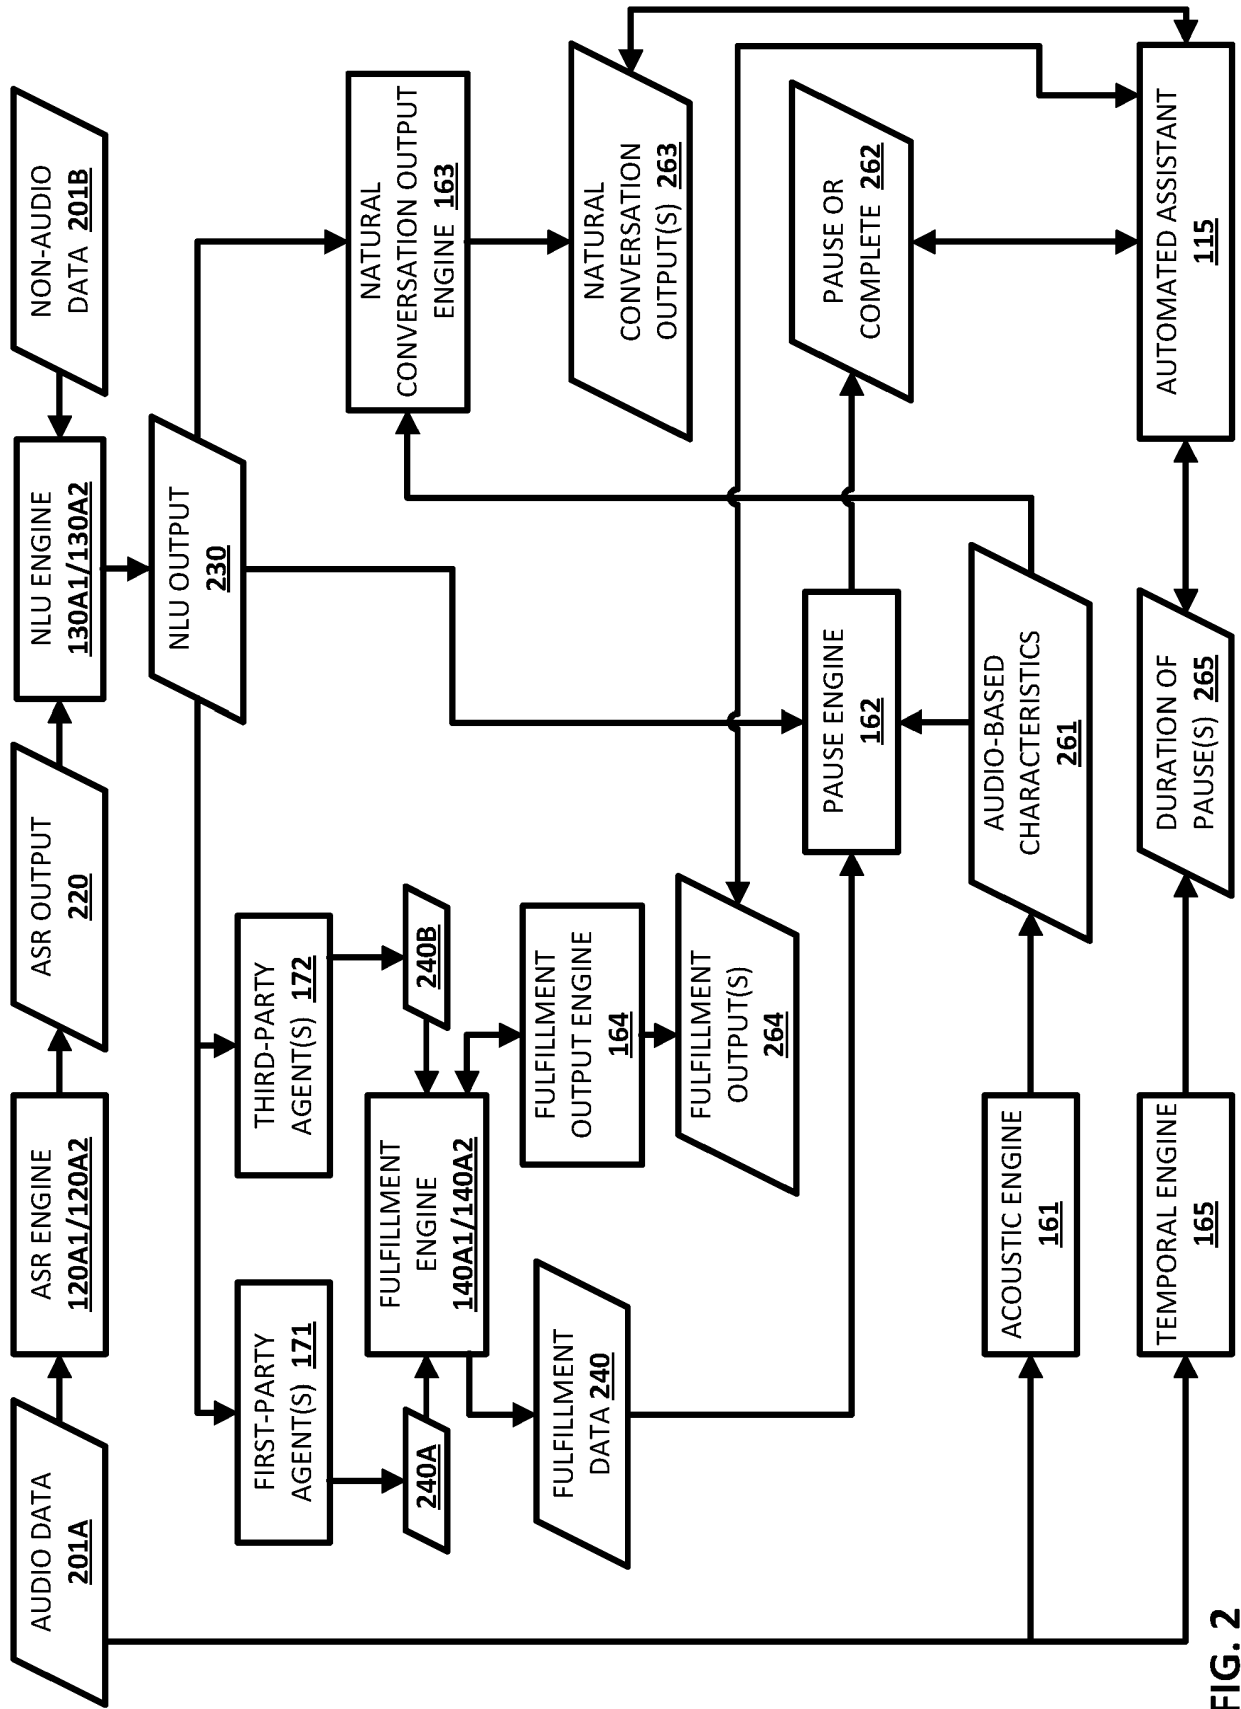 AUDIO DATA
201A
ASR ENGINE
120A1/120A2
ASR OUTPUT
220
NLU ENGINE
130A1/130A2
NON-AUDIO
DATA 201B
NLU OUTPUT
230
FIRST-PARTY
AGENT(S) 171
THIRD-PARTY
AGENT(S) 172
240A
240B
FULFILLMENT
ENGINE
140A1/140A2
NATURAL
CONVERSATION OUTPUT
ENGINE 163
FULFILLMENT
DATA 240
FULFILLMENT
OUTPUT ENGINE
164
NATURAL
CONVERSATION
OUTPUT(S) 263
FULFILLMENT
OUTPUT(S)
264
PAUSE ENGINE
162
PAUSE OR
COMPLETE 262
ACOUSTIC ENGINE
161
AUDIO-BASED
CHARACTERISTICS
261
TEMPORAL ENGINE
165
DURATION OF
PAUSE(S) 265
AUTOMATED ASSISTANT
115
FIG. 2